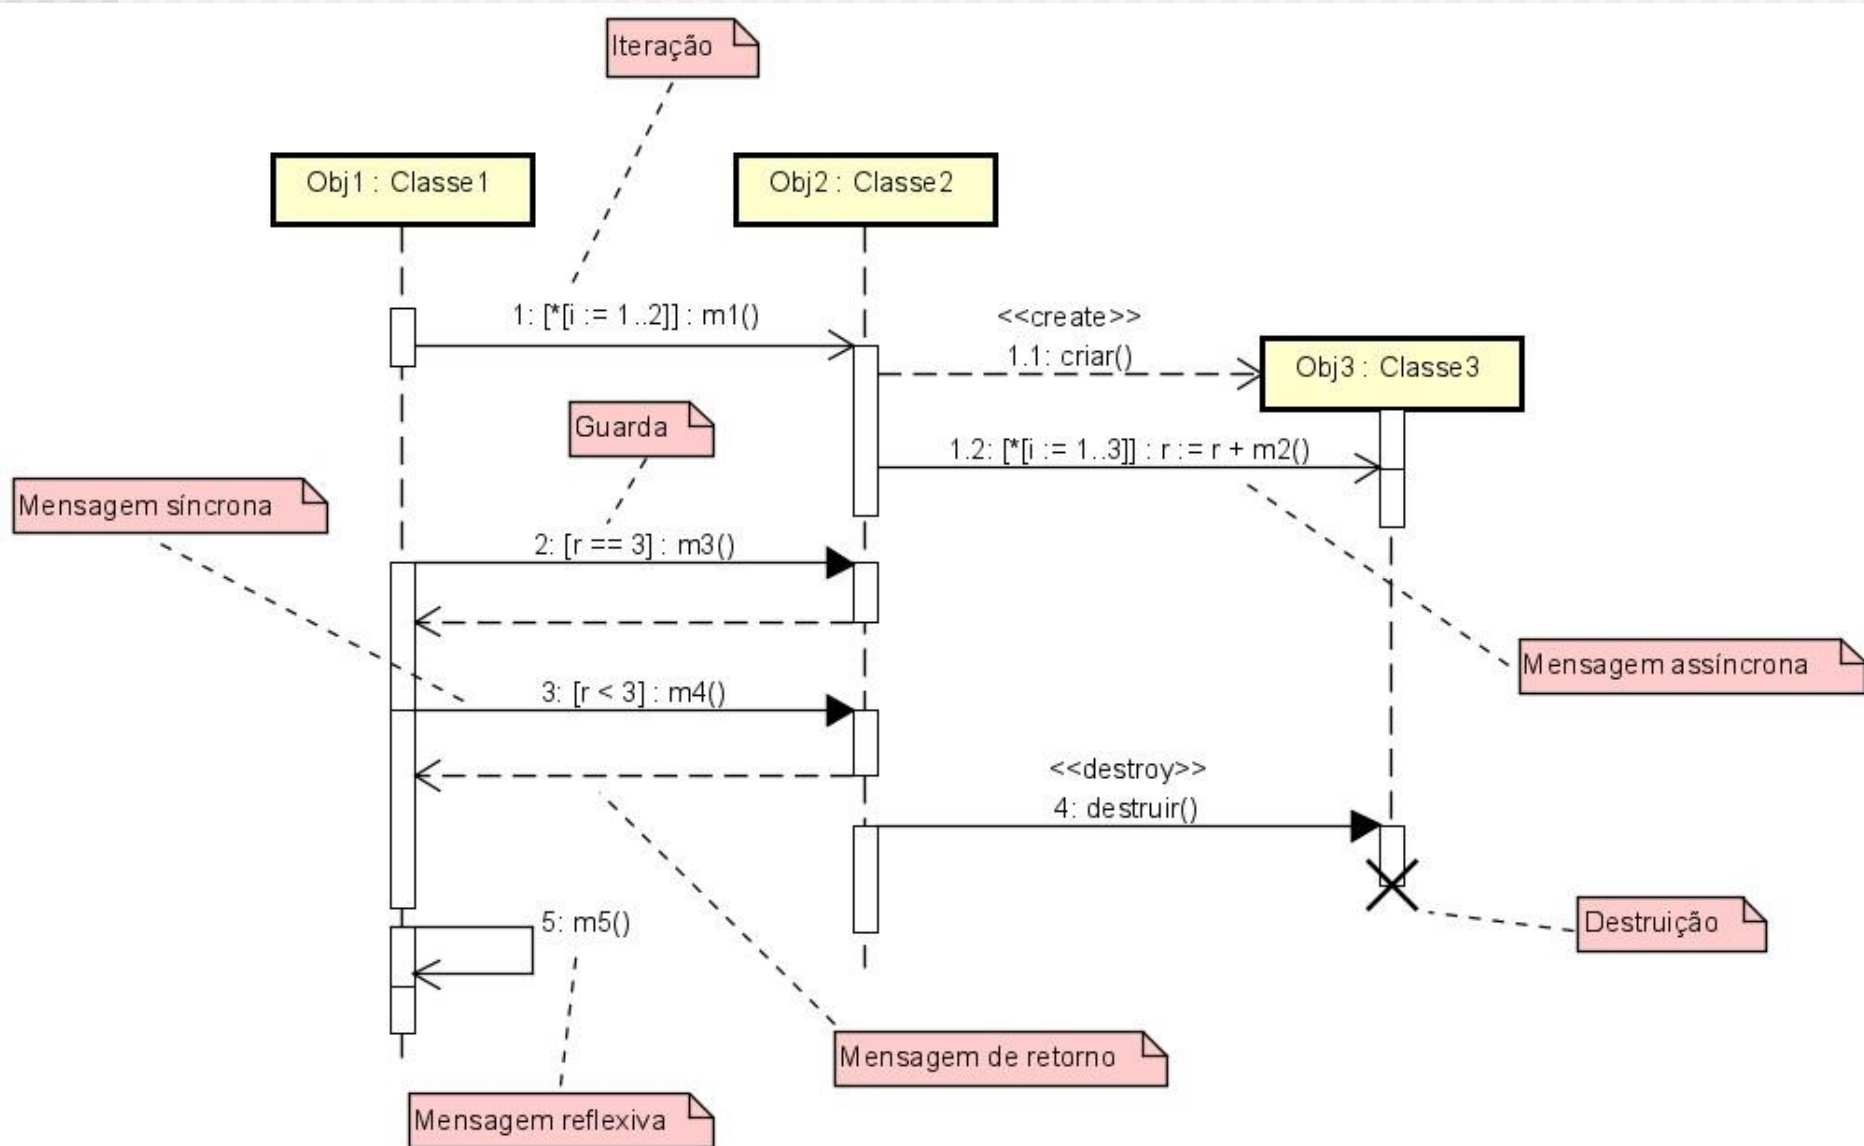 Iteração
Obj1 : Classe1
Obj2 : Classe2
1: [*[i := 1..2]] : m1()
<<create>>
1.1: criar()
Obj3 : Classe3
Guarda
1.2: [*[i := 1..3]] : r := r + m2()
Mensagem síncrona
2: [r == 3] : m3()
Mensagem assíncrona
3: [r < 3] : m4()
<<destroy>>
4: destruir()
5: m5()
Destruição
Mensagem de retorno
Mensagem reflexiva